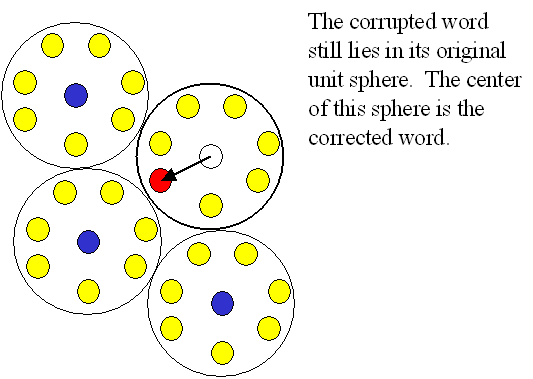 The corrupted word
still lies in its original
unit sphere.  The center
of this sphere is the
corrected word.